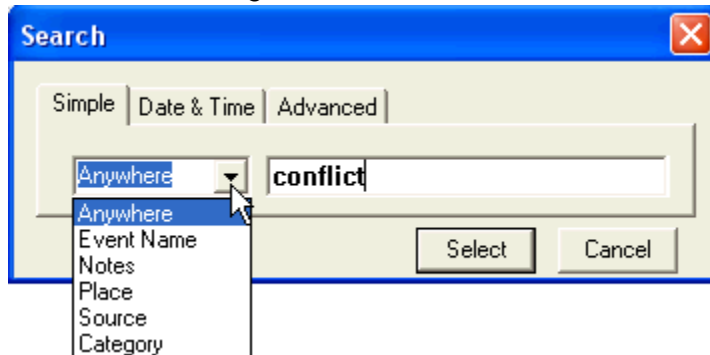 Search
Simple Date & Time Advanced
Anywhere conflict
Anywhere
Event Name
Notes
Place
Source
Category
Select Cancel